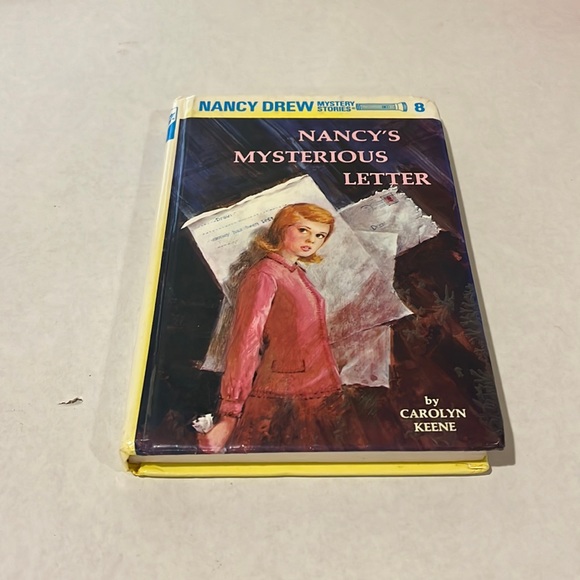 NANCY DREW MYSTERY STORIES 8
NANCY'S
MYSTERIOUS
LETTER
by
CAROLYN
KEENE